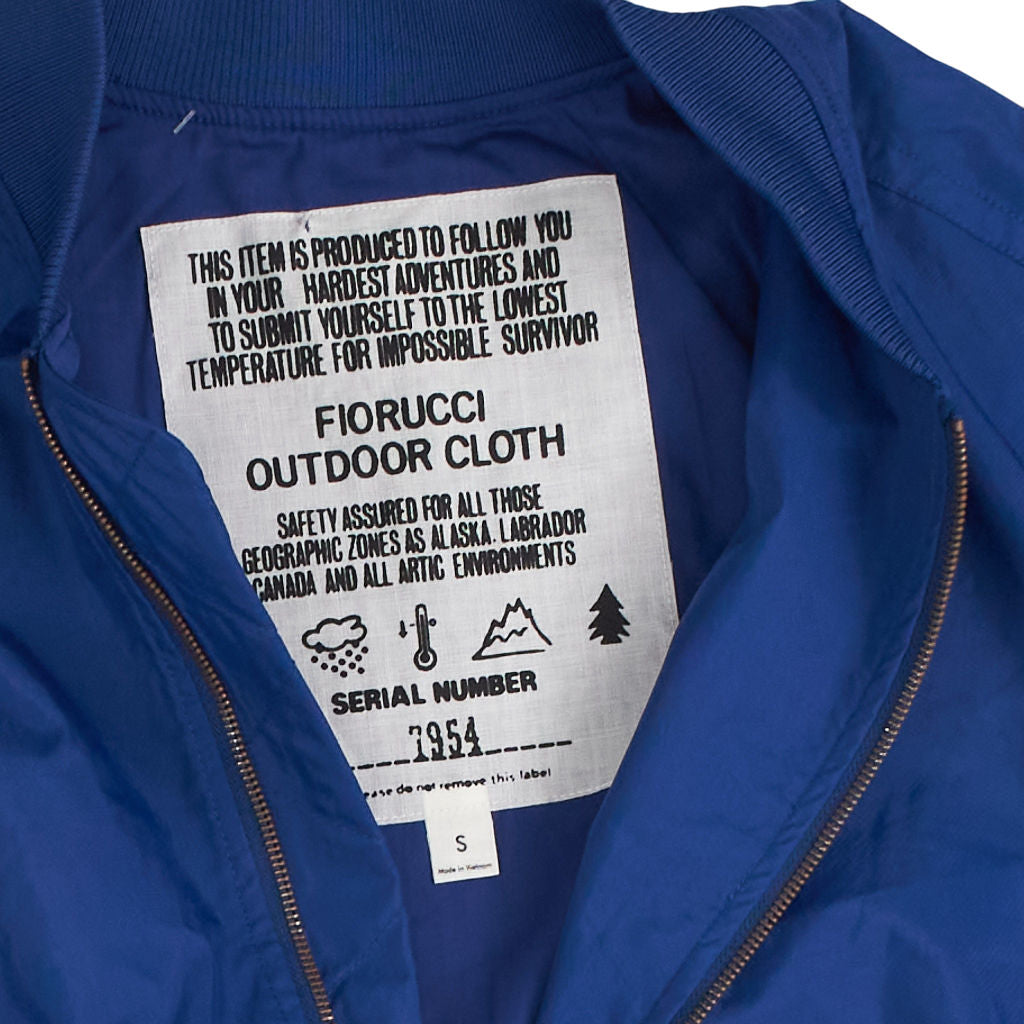 THIS ITEM IS PRODUCED TO FOLLOW YOU
IN YOUR HARDEST ADVENTURES AND
TO SUBMIT YOURSELF TO THE LOWEST
TEMPERATURE FOR IMPOSSIBLE SURVIVOR
FIORUCCI
OUTDOOR CLOTH
SAFETY ASSURED FOR ALL THOSE
GEOGRAPHIC ZONES AS ALASKA. LABRADOR
CANADA AND ALL ARTIC ENVIRONMENTS
SERIAL NUMBER
7954
ease do not remove this label
S
Made in Vietnam